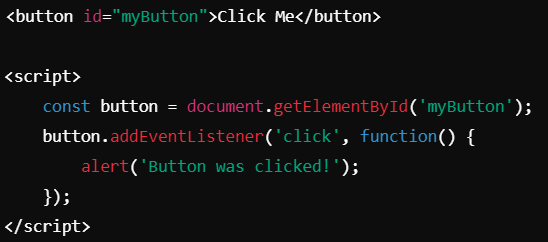 <button id="myButton">Click Me</button>

<script>
    const button = document.getElementById('myButton');
    button.addEventListener('click', function() {
        alert('Button was clicked!');
    });
</script>